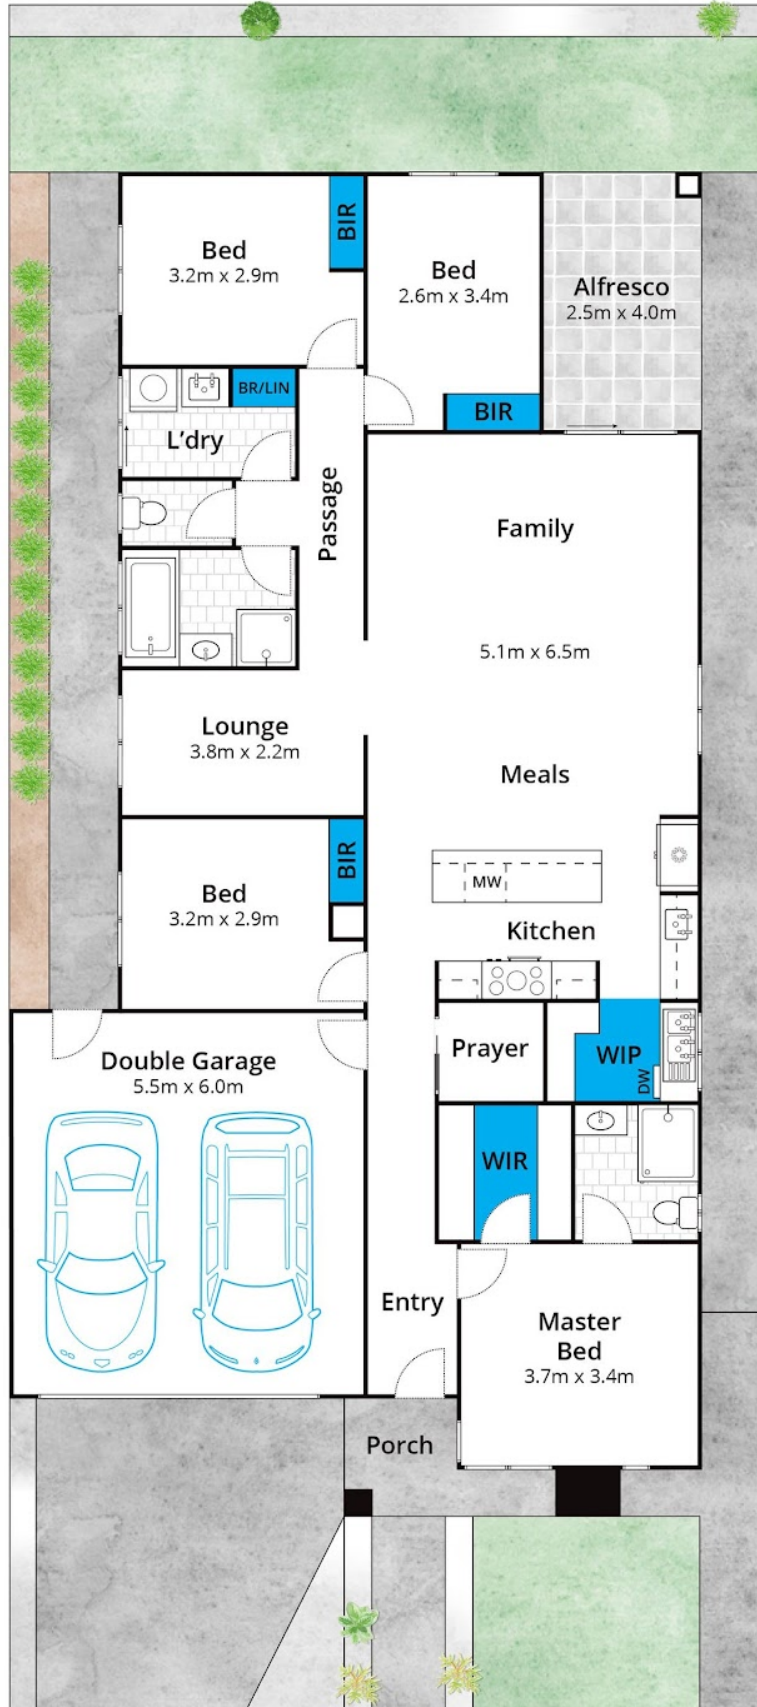 Bed
3.2m x 2.9m
BIR
Bed
2.6m x 3.4m
BIR
Alfresco
2.5m x 4.0m
BR/LIN
L'dry
Passage
Family
5.1m x 6.5m
Lounge
3.8m x 2.2m
Meals
Bed
3.2m x 2.9m
BIR
MW
Kitchen
Prayer
WIP
DW
Double Garage
5.5m x 6.0m
WIR
Entry
Master
Bed
3.7m x 3.4m
Porch